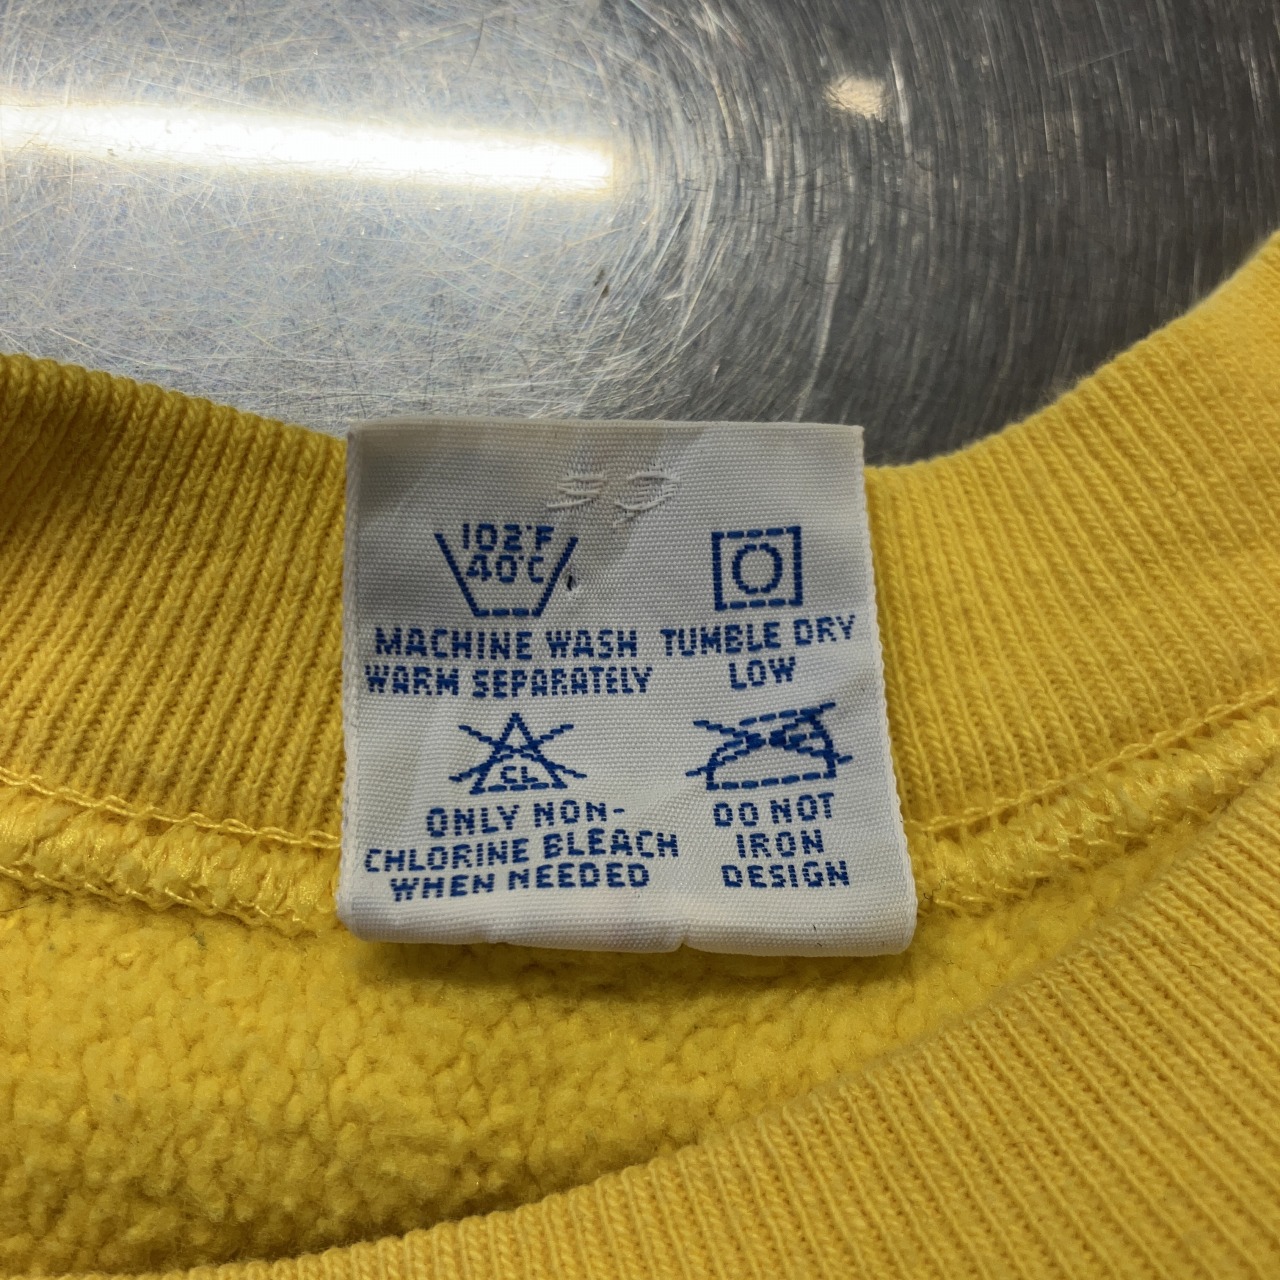 102°F
40°C
MACHINE WASH
WARM SEPARATELY
TUMBLE DRY
LOW
CL
ONLY NON-
CHLORINE BLEACH
WHEN NEEDED
DO NOT
IRON
DESIGN